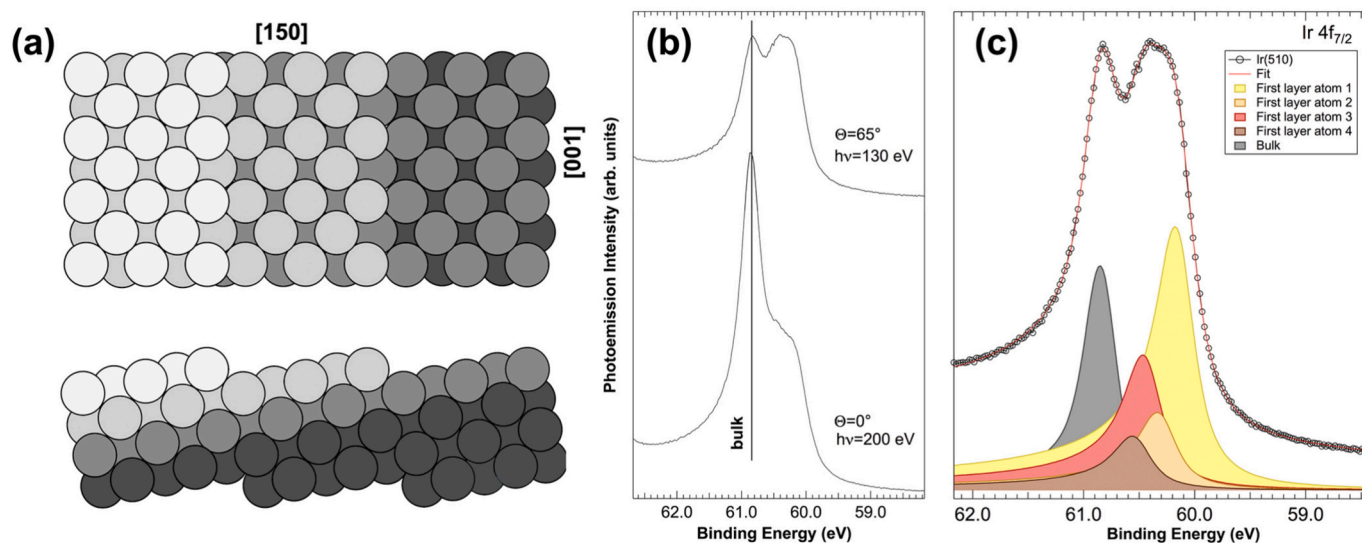 (a)
[150]
[001]
(b)
Photoemission Intensity (arb. units)
Θ=65°
hν=130 eV
bulk
Θ=0°
hν=200 eV
62.0 61.0 60.0 59.0
Binding Energy (eV)
(c)
Ir 4f7/2
Ir(510)
Fit
First layer atom 1
First layer atom 2
First layer atom 3
First layer atom 4
Bulk
62.0 61.0 60.0 59.0
Binding Energy (eV)